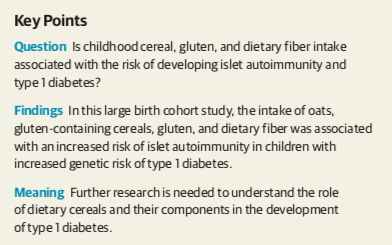 Key Points
Question Is childhood cereal, gluten, and dietary fiber intake
associated with the risk of developing islet autoimmunity and
type 1 diabetes?
Findings In this large birth cohort study, the intake of oats,
gluten-containing cereals, gluten, and dietary fiber was associated
with an increased risk of islet autoimmunity in children with
increased genetic risk of type 1 diabetes.
Meaning Further research is needed to understand the role
of dietary cereals and their components in the development
of type 1 diabetes.